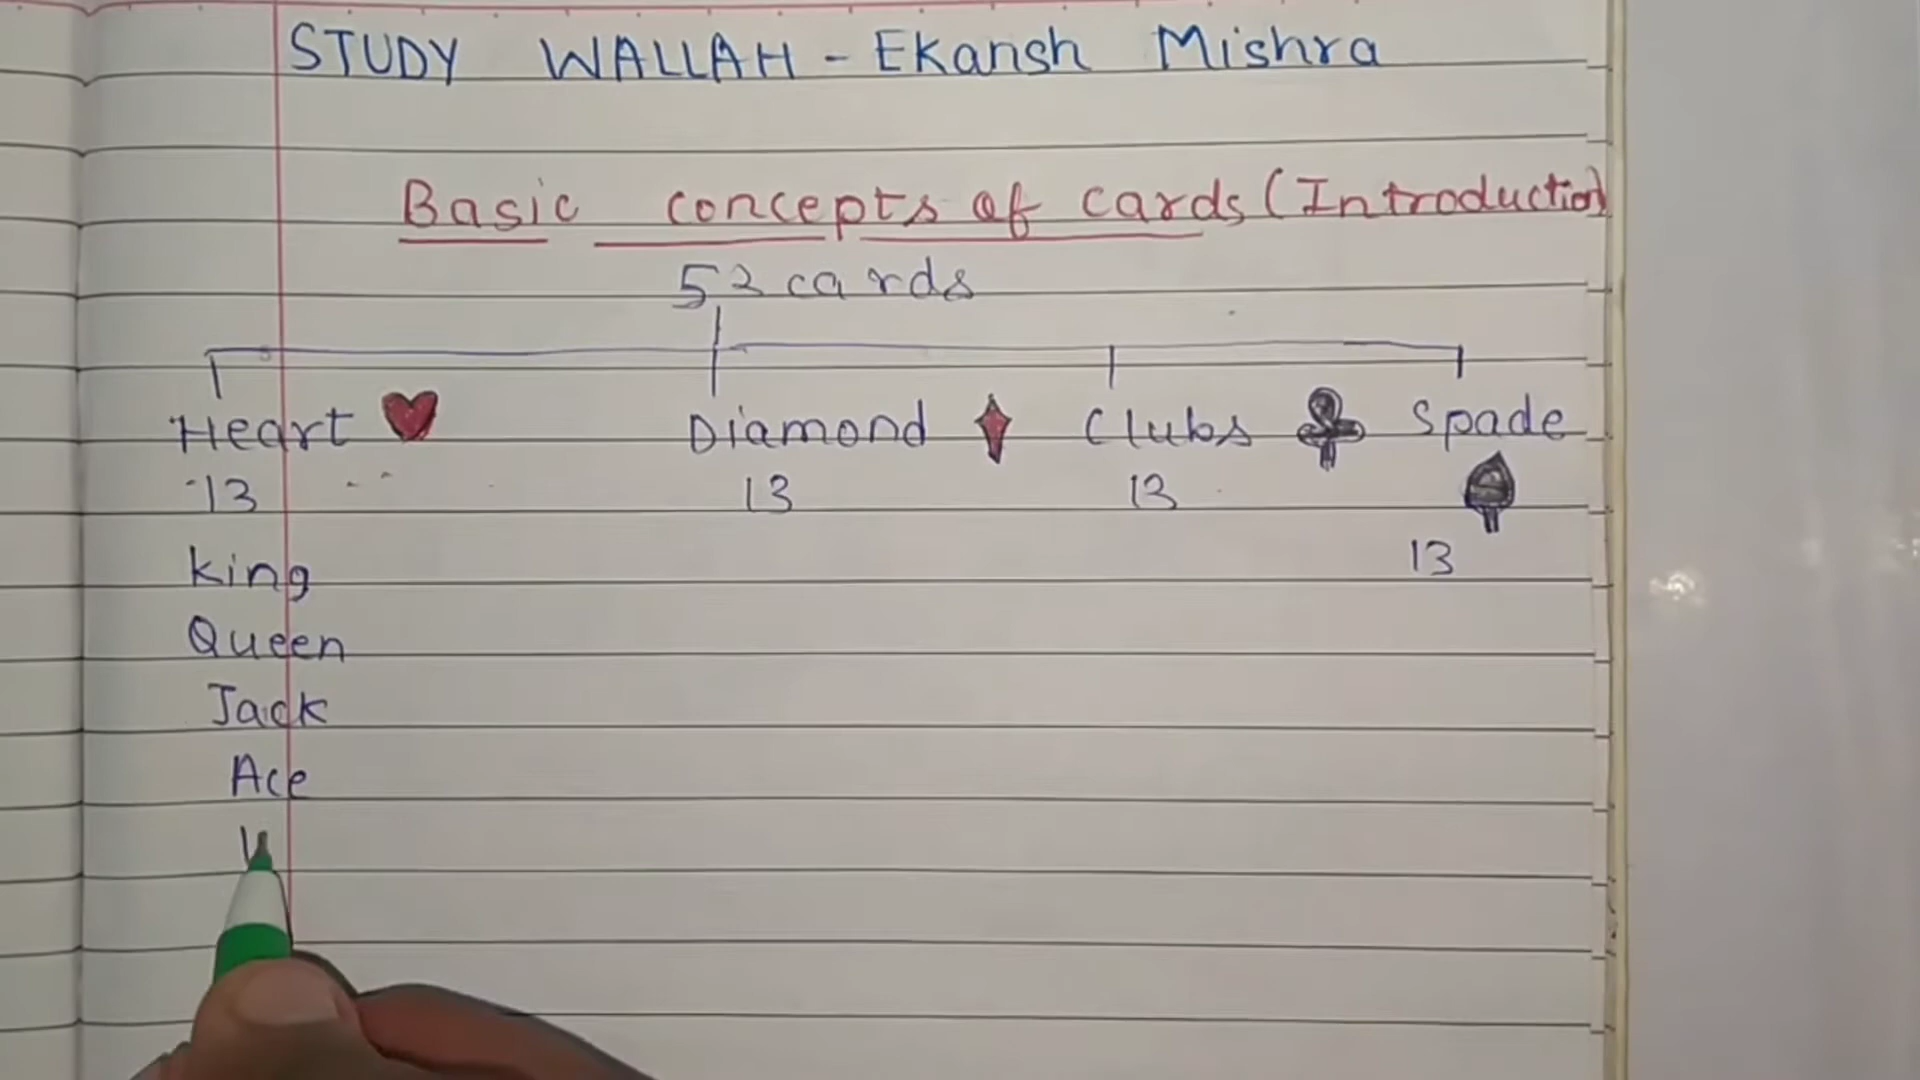 STUDY WALLAH - Ekansh Mishra
Basic concepts of cards (Introduction)
52 cards
Heart Diamond Clubs Spade
13 13 13
13
King
Queen
Jack
Ace